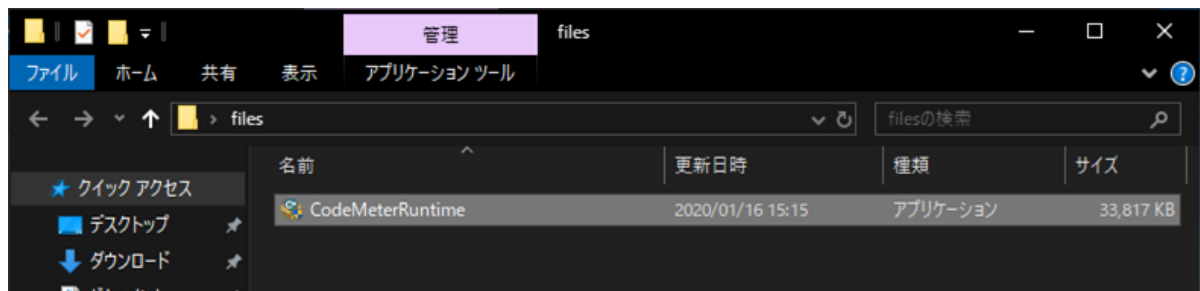 管理
files
ファイル
ホーム
共有
表示
アプリケーション ツール
files
filesの検索
名前
更新日時
種類
サイズ
クイック アクセス
CodeMeterRuntime
2020/01/16 15:15
アプリケーション
33,817 KB
デスクトップ
ダウンロード